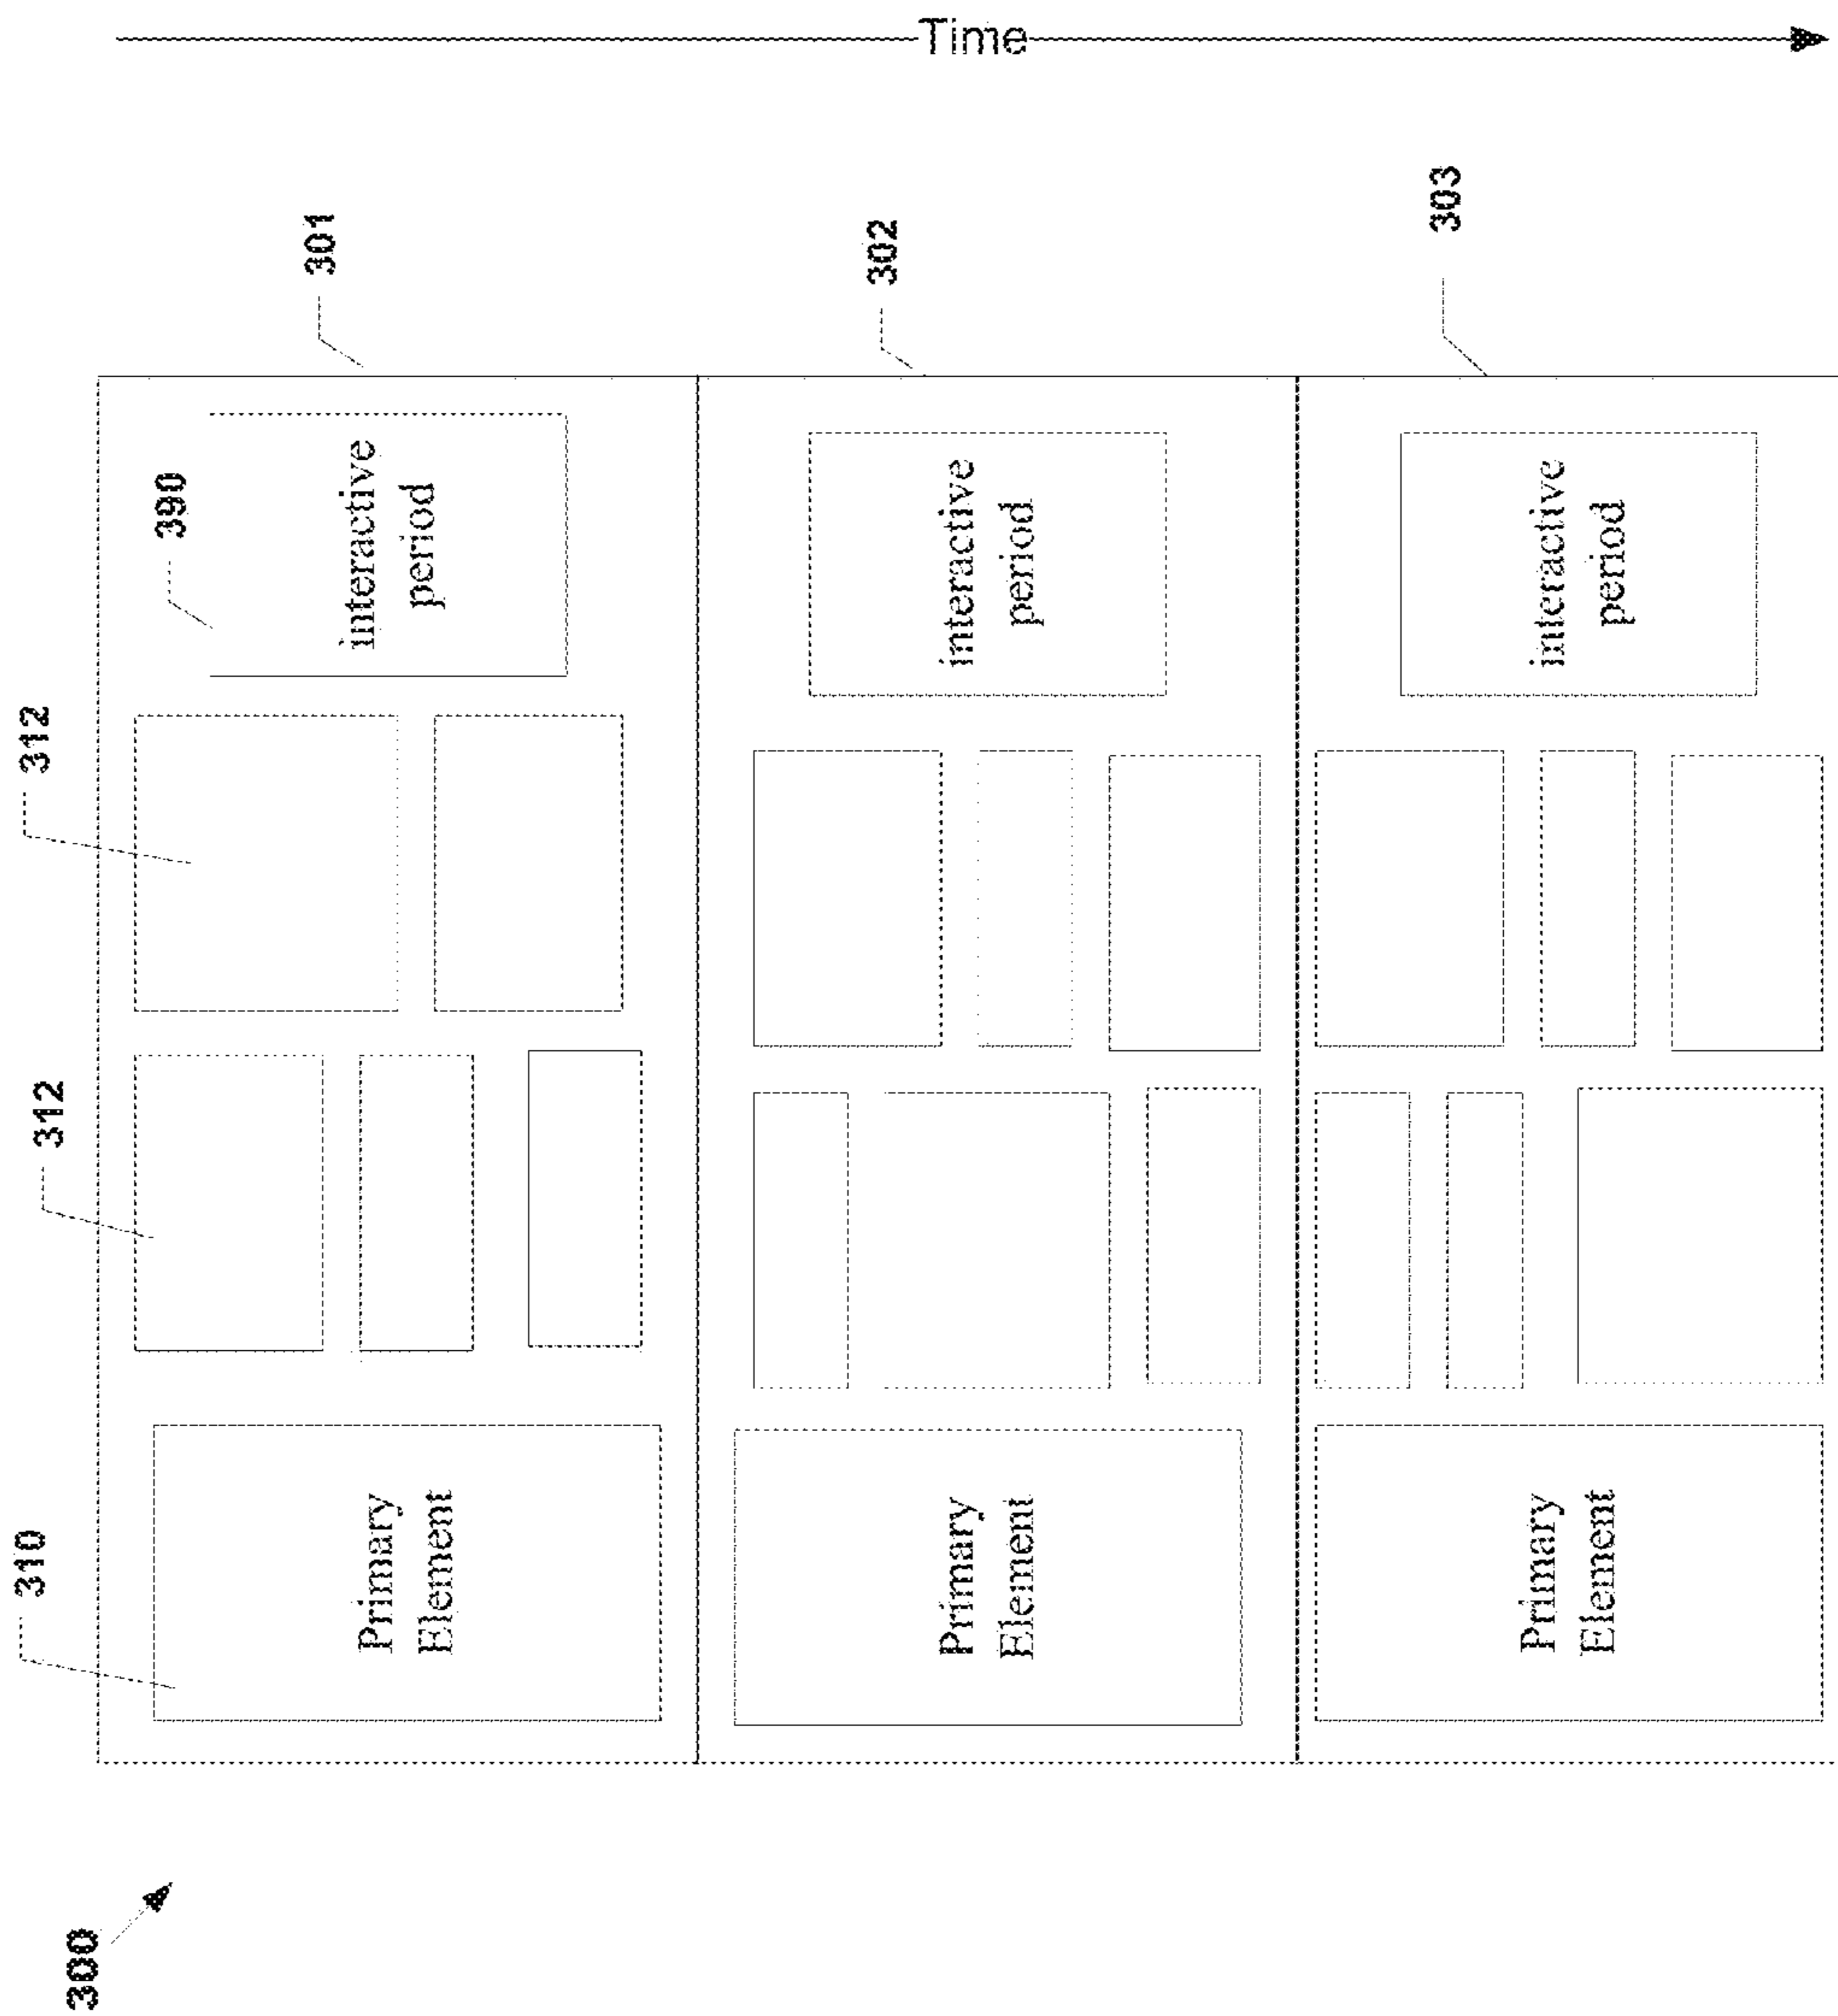 300
310
312
312
390
301
Primary
Element
interactive
period
302
Primary
Element
interactive
period
303
Primary
Element
interactive
period
Time